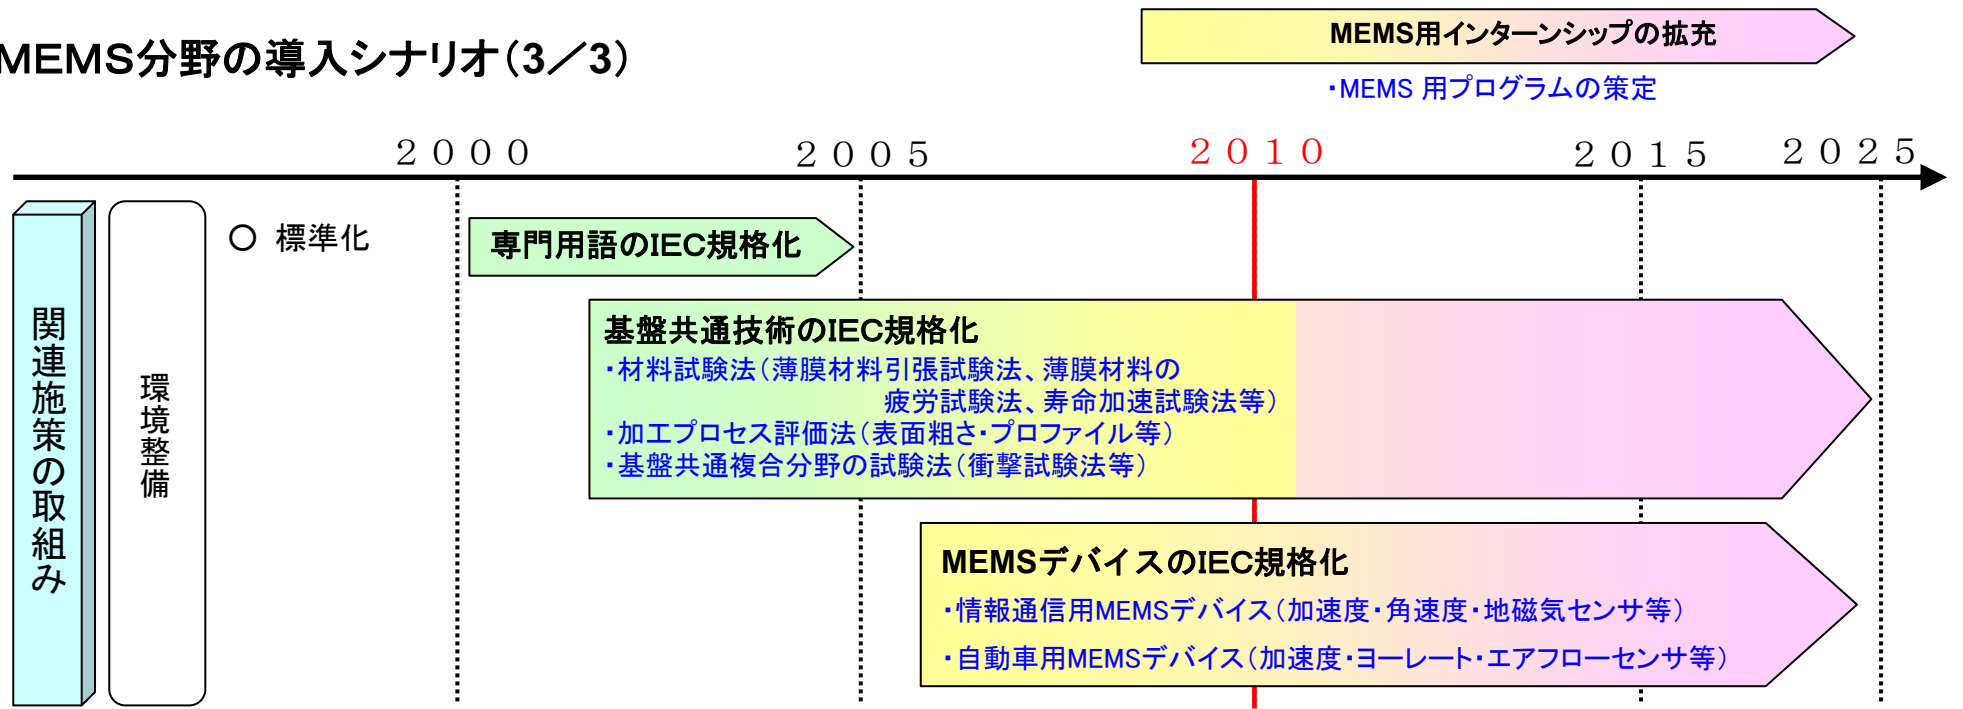 MEMS分野の導入シナリオ(3／3)
MEMS用インターンシップの拡充
・MEMS 用プログラムの策定
２０００
２００５
２０１０
２０１５
２０２５
関連施策の取組み
環境整備
○ 標準化
専門用語のIEC規格化
基盤共通技術のIEC規格化
・材料試験法（薄膜材料引張試験法、薄膜材料の
疲労試験法、寿命加速試験法等）
・加工プロセス評価法（表面粗さ・プロファイル等）
・基盤共通複合分野の試験法（衝撃試験法等）
MEMSデバイスのIEC規格化
・情報通信用MEMSデバイス（加速度・角速度・地磁気センサ等）
・自動車用MEMSデバイス（加速度・ヨーレート・エアフローセンサ等）